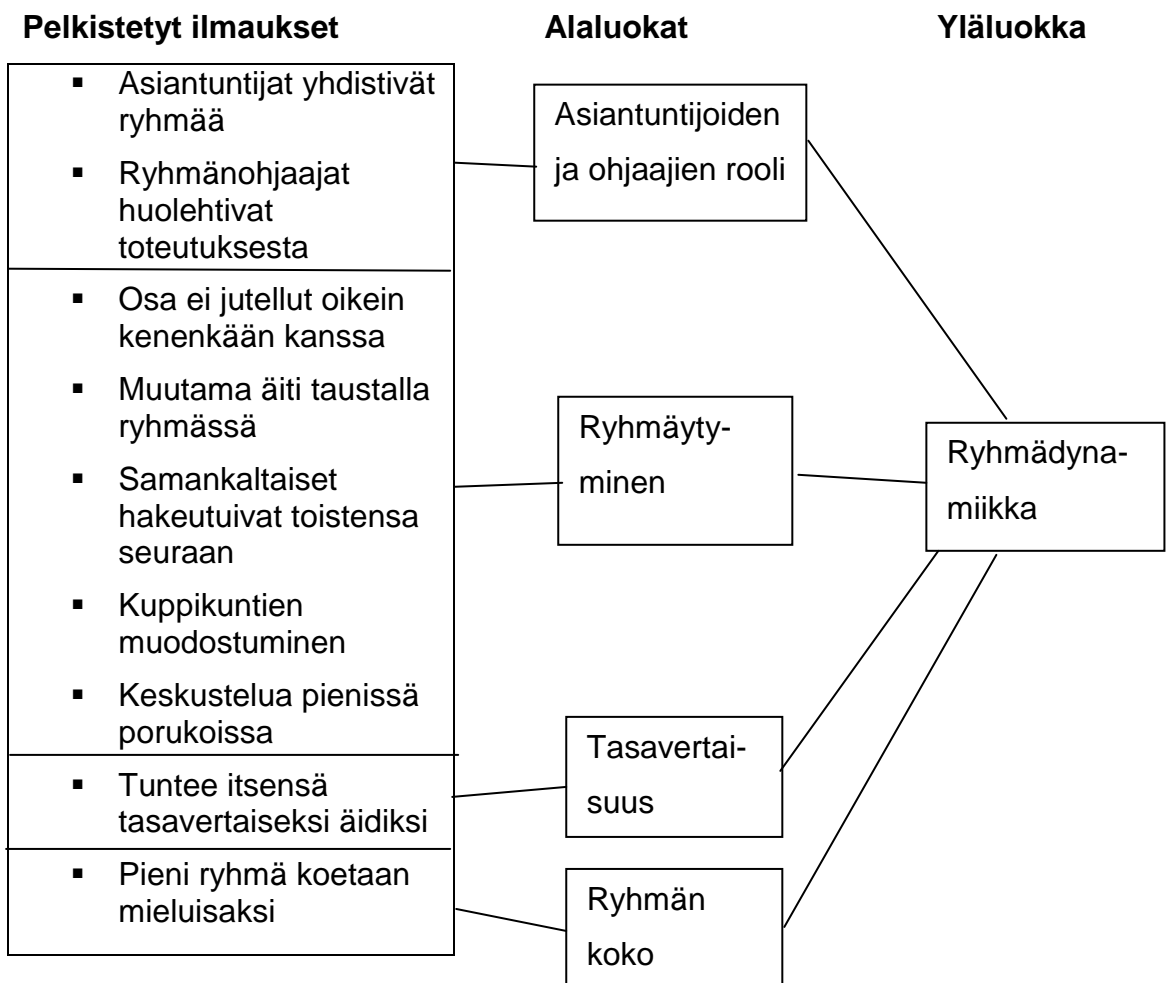 Pelkistetyt ilmaukset
Alaluokat
Yläluokka
▪ Asiantuntijat yhdistivät
ryhmää
▪ Ryhmänohjaajat
huolehtivat
toteutuksesta
▪ Osa ei jutellut oikein
kenenkään kanssa
▪ Muutama äiti taustalla
ryhmässä
▪ Samankaltaiset
hakeutuivat toistensa
seuraan
▪ Kuppikuntien
muodostuminen
▪ Keskustelua pienissä
porukoissa
▪ Tuntee itsensä
tasavertaiseksi äidiksi
▪ Pieni ryhmä koetaan
mieluisaksi
Asiantuntijoiden
ja ohjaajien rooli
Ryhmäyty-
minen
Tasavertai-
suus
Ryhmän
koko
Ryhmädyna-
miikka